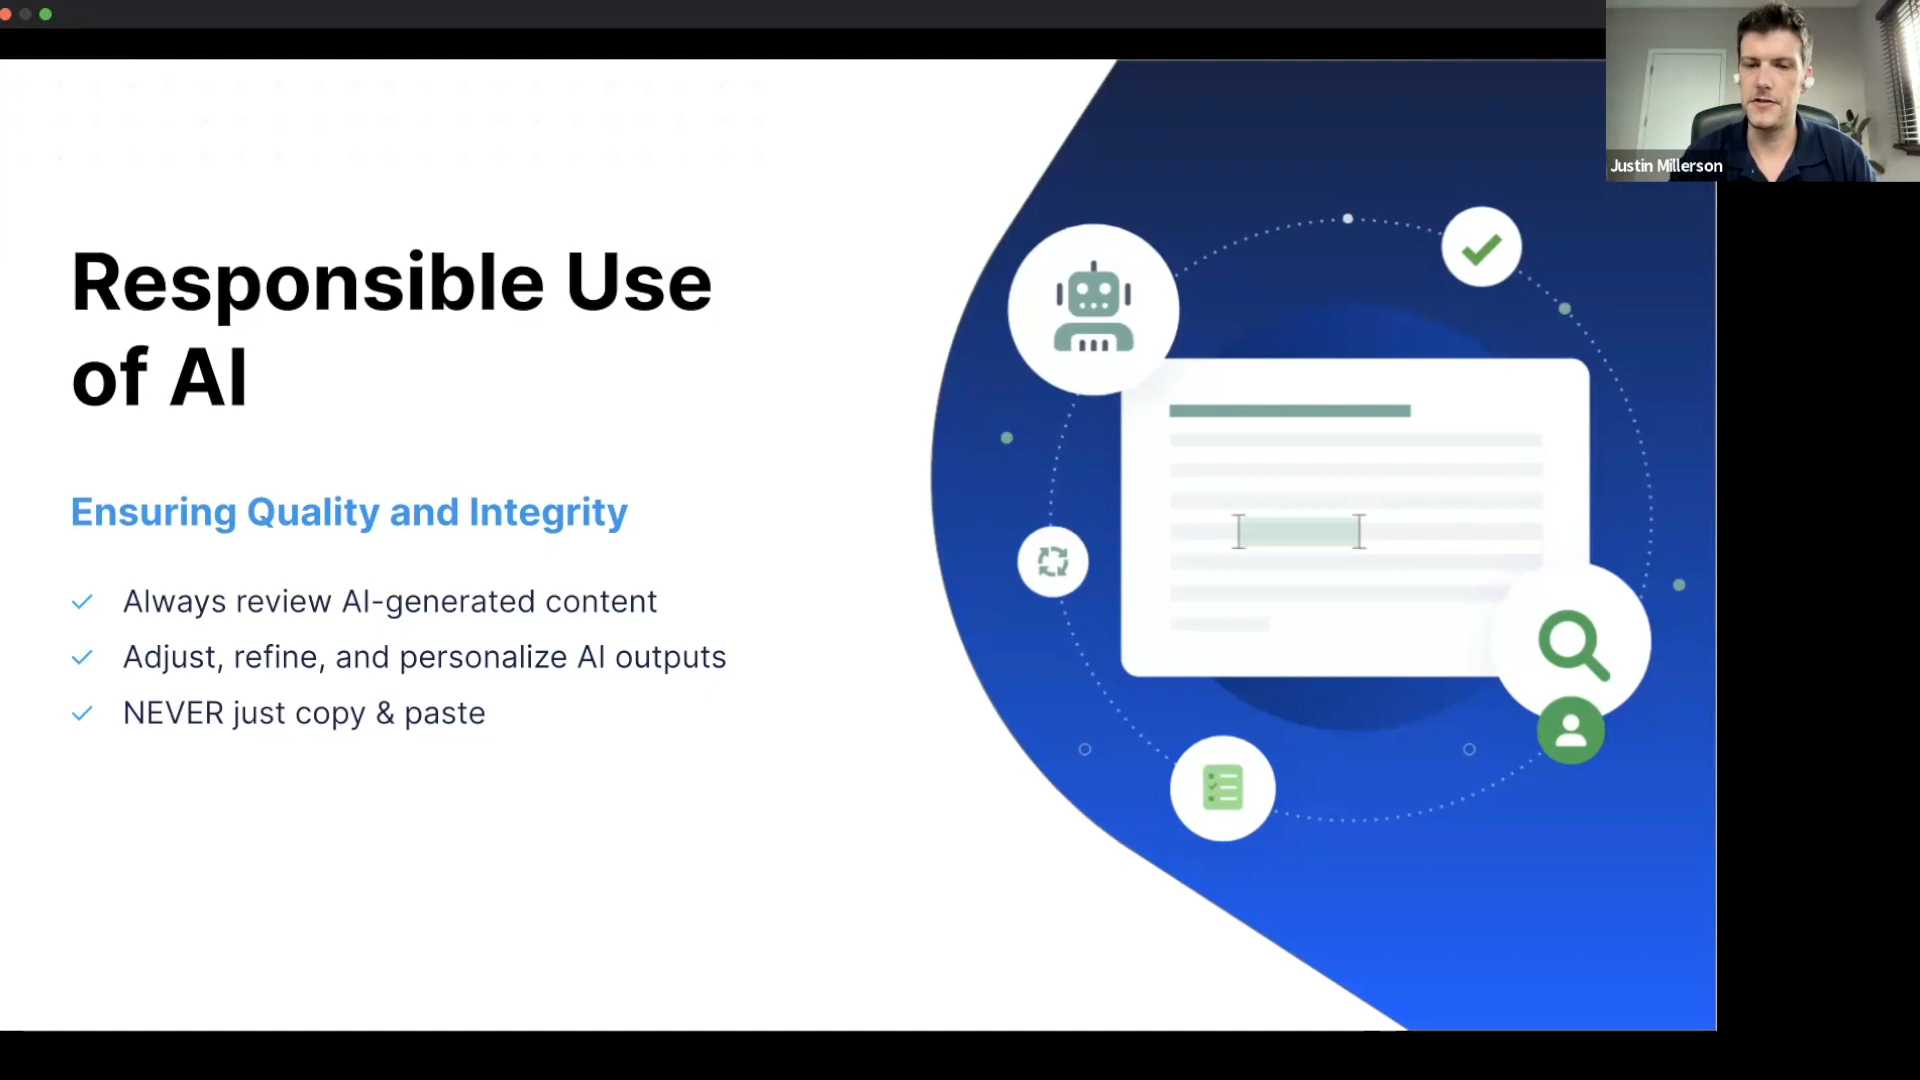 Justin Millerson
Responsible Use
of AI
Ensuring Quality and Integrity
Always review AI-generated content
Adjust, refine, and personalize AI outputs
NEVER just copy & paste